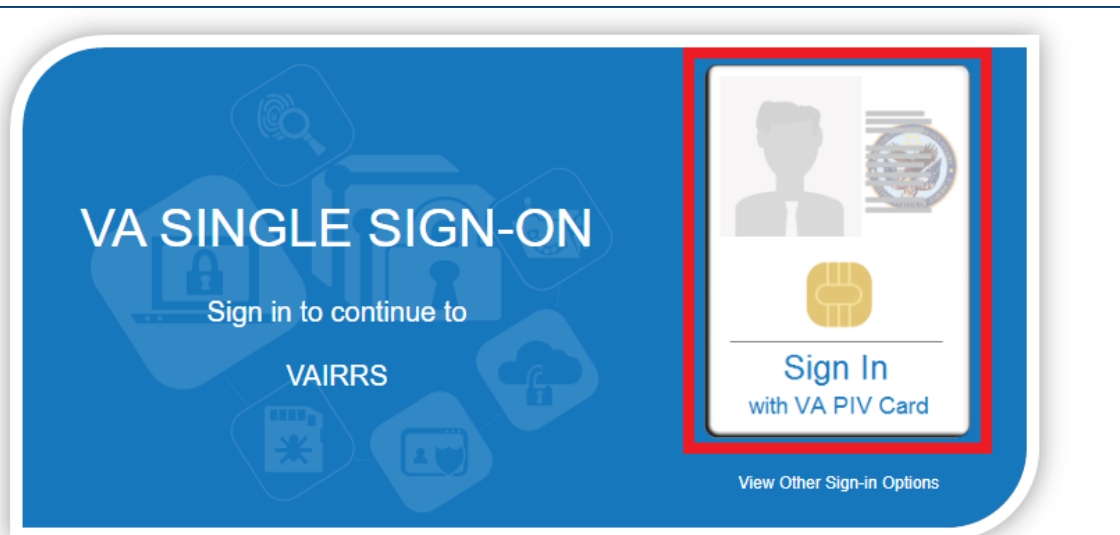 VA SINGLE SIGN-ON
Sign in to continue to
VAIRRS
Sign In
with VA PIV Card
View Other Sign-in Options